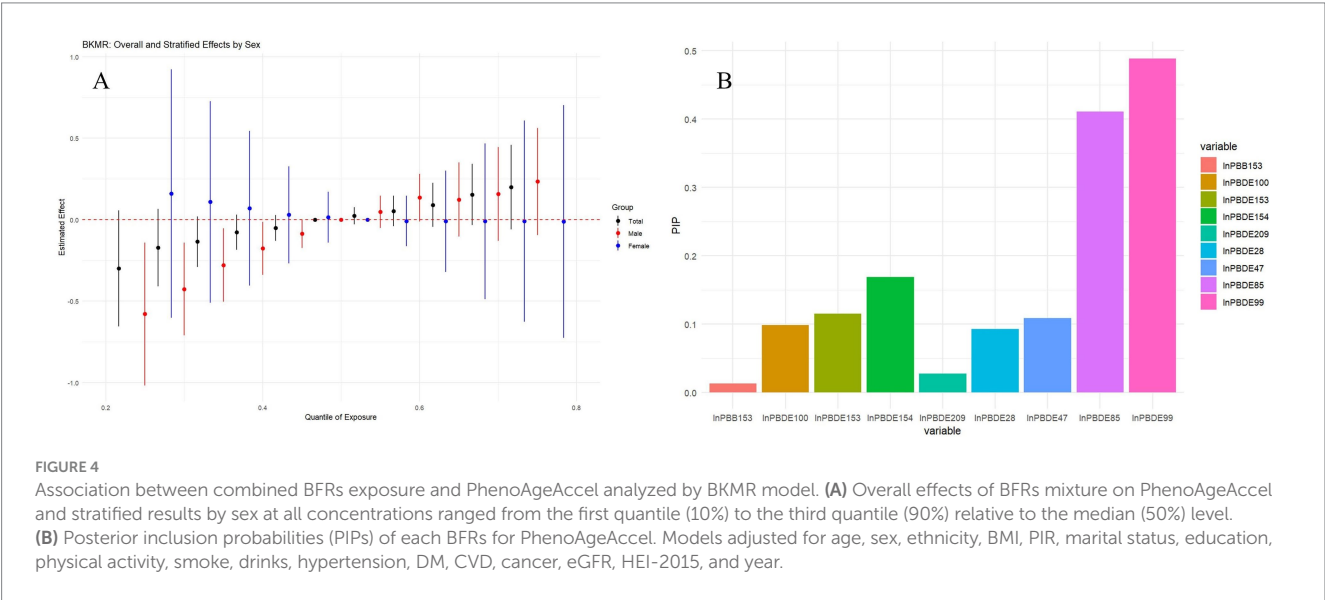 BKMR: Overall and Stratified Effects by Sex
A
1.0
0.5
0.0
-0.5
-1.0
Estimated Effect
0.2
0.4
0.6
0.8
Quantile of Exposure
Group
Total
Male
Female
B
0.5
0.4
0.3
0.2
0.1
0.0
PIP
lnPBB153 lnPBDE100 lnPBDE153 lnPBDE154 lnPBDE209 lnPBDE28 lnPBDE47 lnPBDE85 lnPBDE99
variable
variable
lnPBB153
lnPBDE100
lnPBDE153
lnPBDE154
lnPBDE209
lnPBDE28
lnPBDE47
lnPBDE85
lnPBDE99
FIGURE 4
Association between combined BFRs exposure and PhenoAgeAccel analyzed by BKMR model. (A) Overall effects of BFRs mixture on PhenoAgeAccel
and stratified results by sex at all concentrations ranged from the first quantile (10%) to the third quantile (90%) relative to the median (50%) level.
(B) Posterior inclusion probabilities (PIPs) of each BFRs for PhenoAgeAccel. Models adjusted for age, sex, ethnicity, BMI, PIR, marital status, education,
physical activity, smoke, drinks, hypertension, DM, CVD, cancer, eGFR, HEI-2015, and year.